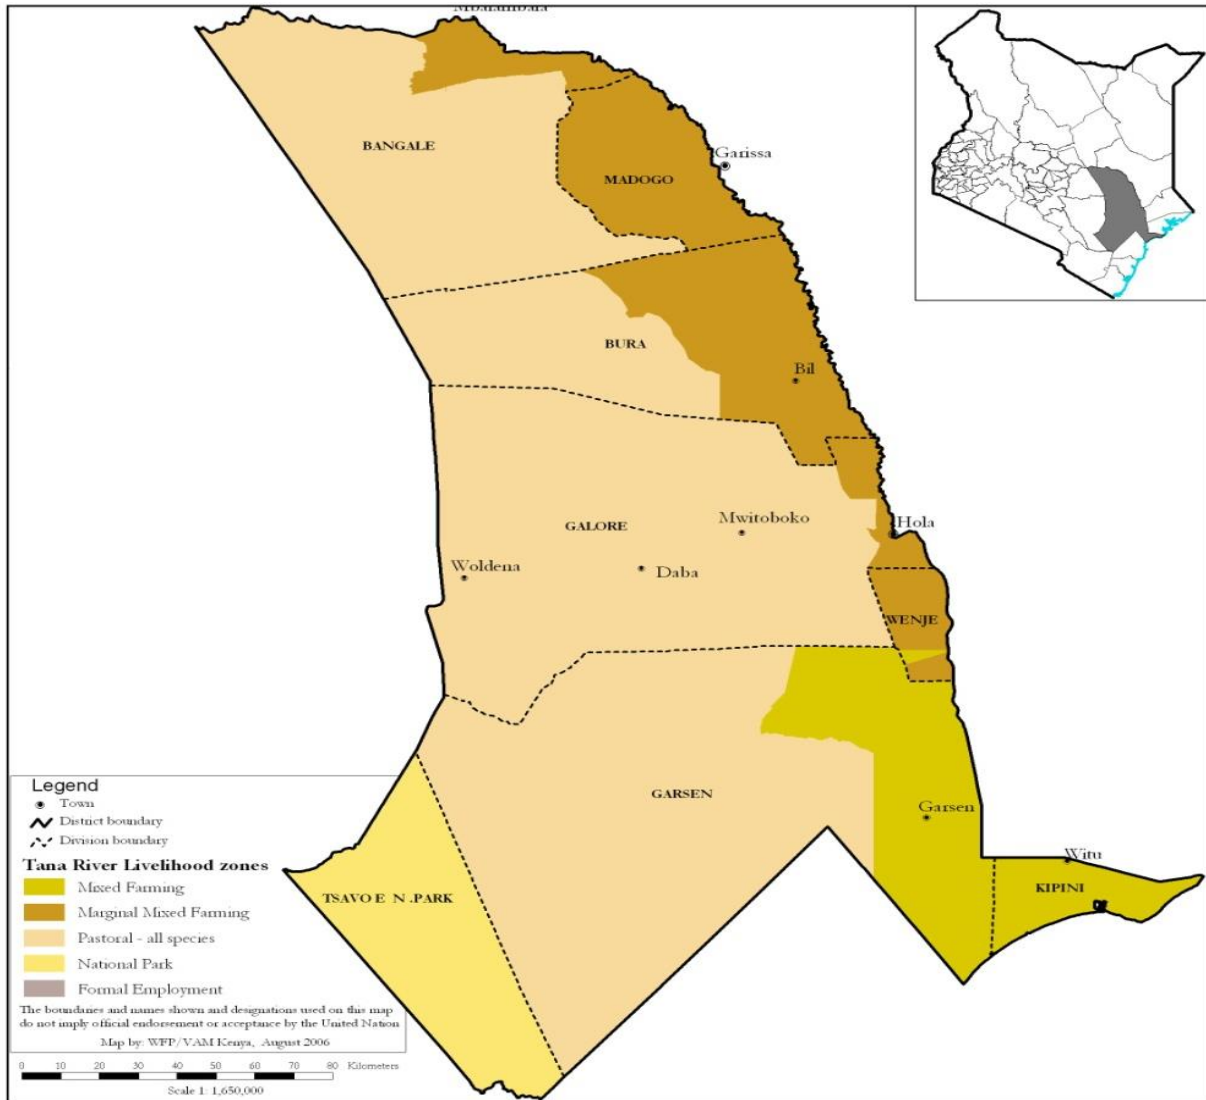 Mbalambala
BANGALE
Garissa
MADOGO
BURA
Bil
GALORE
Mwitoboko
Hola
Woldena
Daba
WENJE
GARSEN
Garsen
Witu
KIPINI
TSAVO E N .PARK
Legend
Town
District boundary
Division boundary
Tana River Livelihood zones
Mixed Farming
Marginal Mixed Farming
Pastoral - all species
National Park
Formal Employment
The boundaries and names shown and designations used on this map
do not imply official endorsement or acceptance by the United Nation
Map by: WFP/VAM Kenya, August 2006
0 10 20 30 40 50 60 70 80 Kilometers
Scale 1: 1,650,000